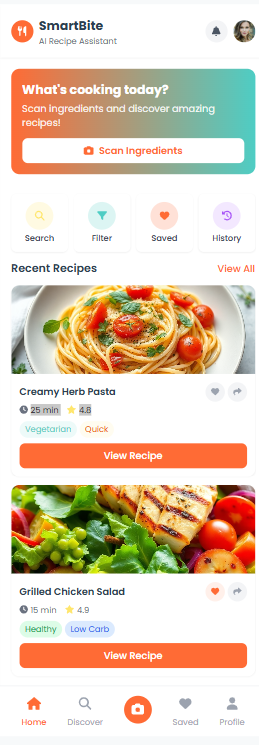 SmartBite
AI Recipe Assistant
What's cooking today?
Scan ingredients and discover amazing
recipes!
Scan Ingredients
Search
Filter
Saved
History
Recent Recipes
View All
Creamy Herb Pasta
25 min 4.8
Vegetarian Quick
View Recipe
Grilled Chicken Salad
15 min 4.9
Healthy Low Carb
View Recipe
Home
Discover
Saved
Profile